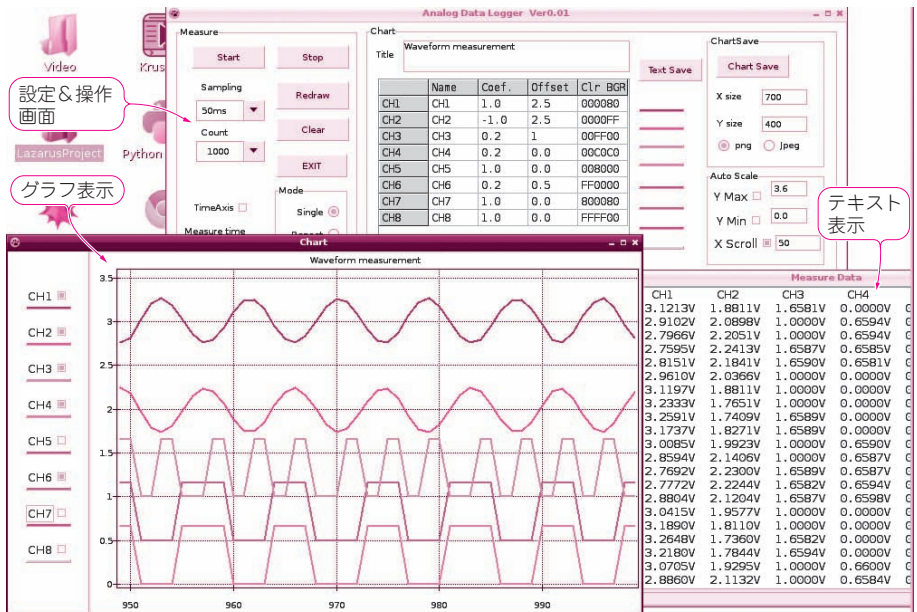 Analog Data Logger Ver0.01
Video
Krus
設定＆操作
画面
LazarusProject
Python
グラフ表示
Measure
Start
Stop
Sampling
50ms
Redraw
Count
1000
Clear
EXIT
TimeAxis
Mode
Single
Measure time
Chart
Title
Waveform measurement
Text Save
Name Coef. Offset Clr BGR
CH1 CH1 1.0 2.5 000080
CH2 CH2 -1.0 2.5 0000FF
CH3 CH3 0.2 1 00FF00
CH4 CH4 0.2 0.0 00C0C0
CH5 CH5 1.0 0.0 008000
CH6 CH6 0.2 0.5 FF0000
CH7 CH7 1.0 0.0 800080
CH8 CH8 1.0 0.0 FFFF00
ChartSave
Chart Save
X size 700
Y size 400
png Jpeg
Auto Scale
Y Max 3.6
Y Min 0.0
X Scroll 50
テキスト
表示
Chart
Waveform measurement
CH1
CH2
CH3
CH4
CH5
CH6
CH7
CH8
3.5
3
2.5
2
1.5
1
0.5
0
950 960 970 980 990
Measure Data
CH1 CH2 CH3 CH4
3.1213V 1.8811V 1.6581V 0.0000V
2.9102V 2.0898V 1.0000V 0.6594V
2.7966V 2.2051V 1.0000V 0.6594V
2.7595V 2.2413V 1.6587V 0.6585V
2.8151V 2.1841V 1.6590V 0.6581V
2.9610V 2.0366V 1.0000V 0.0000V
3.1197V 1.8811V 1.0000V 0.0000V
3.2333V 1.7651V 1.0000V 0.0000V
3.2591V 1.7409V 1.6589V 0.0000V
3.1737V 1.8271V 1.6589V 0.0000V
3.0085V 1.9923V 1.0000V 0.6590V
2.8594V 2.1406V 1.0000V 0.6587V
2.7692V 2.2300V 1.6589V 0.6587V
2.7772V 2.2244V 1.6582V 0.6594V
2.8804V 2.1204V 1.6587V 0.6598V
3.0415V 1.9577V 1.0000V 0.0000V
3.1890V 1.8110V 1.0000V 0.0000V
3.2648V 1.7360V 1.6582V 0.0000V
3.2180V 1.7844V 1.6594V 0.0000V
3.0705V 1.9295V 1.0000V 0.6600V
2.8860V 2.1132V 1.0000V 0.6584V